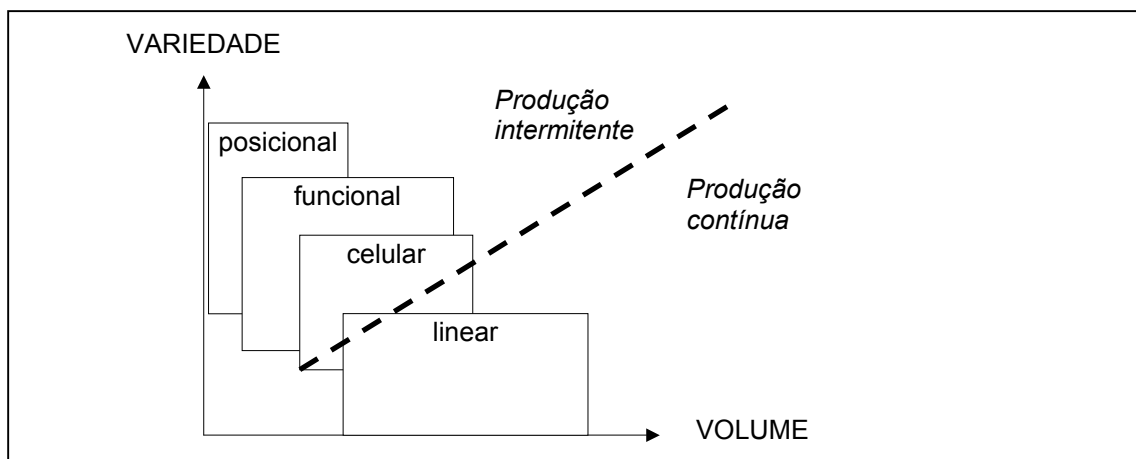 VARIEDADE
Produção
intermitente
posicional
funcional
Produção
contínua
celular
linear
VOLUME